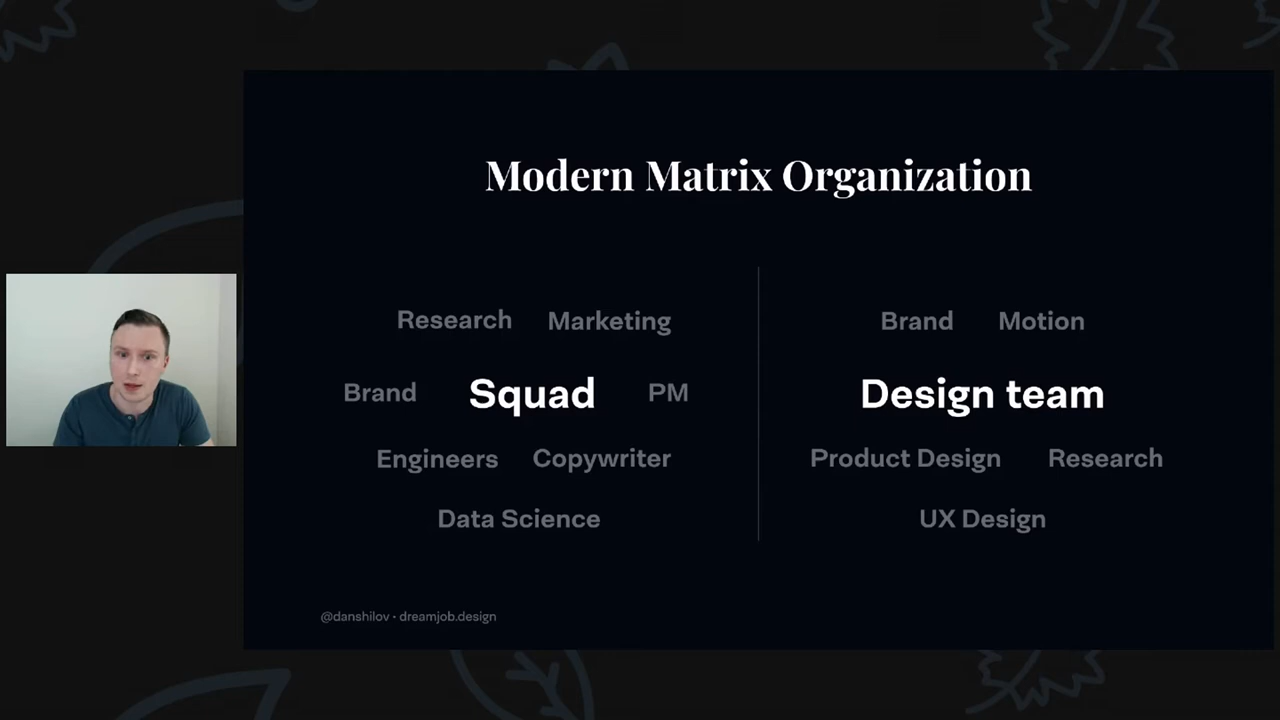 Modern Matrix Organization
Research Marketing
Brand Squad PM
Engineers Copywriter
Data Science
Brand Motion
Design team
Product Design Research
UX Design
@danshilov • dreamjob.design